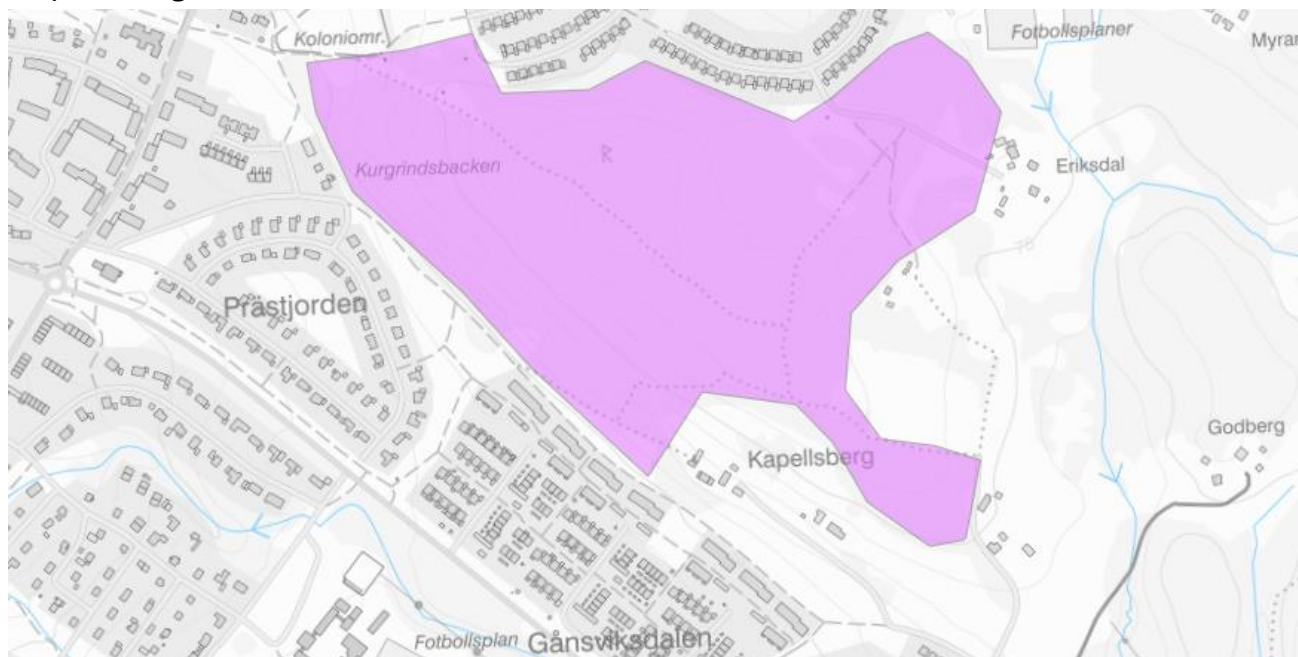 Koloniomr.
Fotbollsplaner
Myrar
Kurgrindsbacken
R
Eriksdal
Prästjorden
Godberg
Kapellsberg
Fotbollsplan
Gånsviksdalen